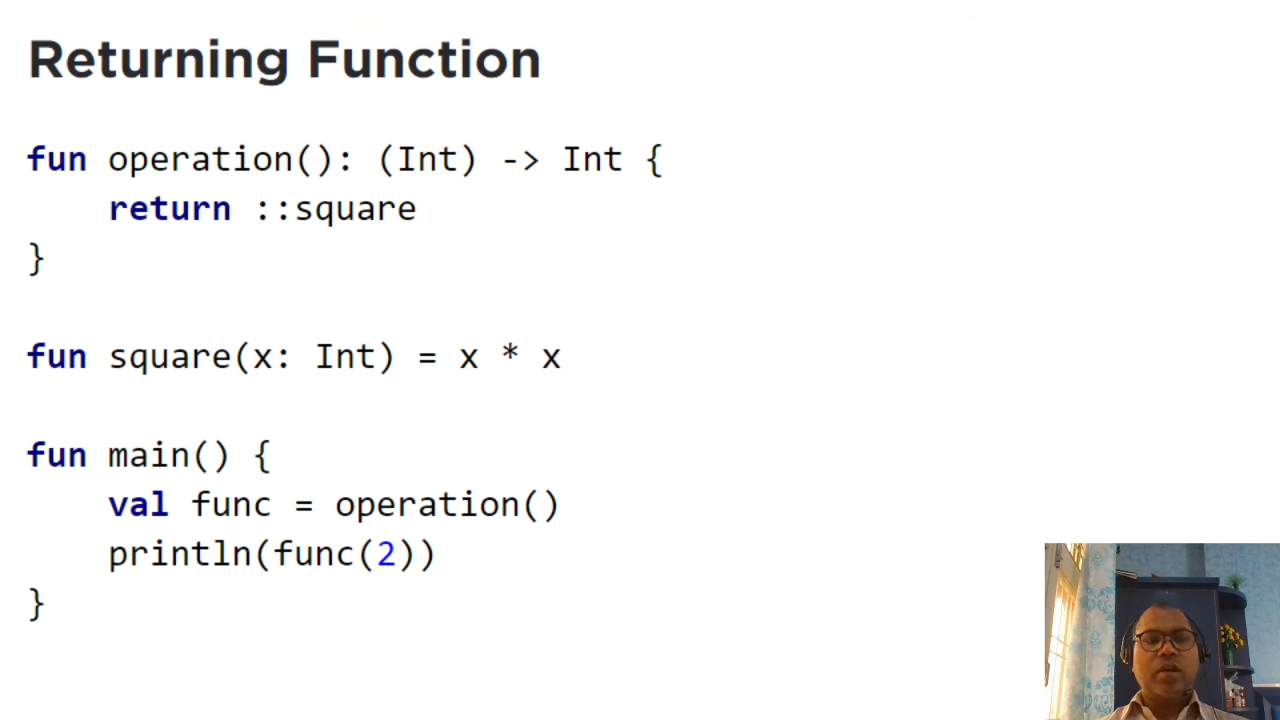 Returning Function
fun operation(): (Int) -> Int {
    return ::square
}
fun square(x: Int) = x * x
fun main() {
    val func = operation()
    println(func(2))
}